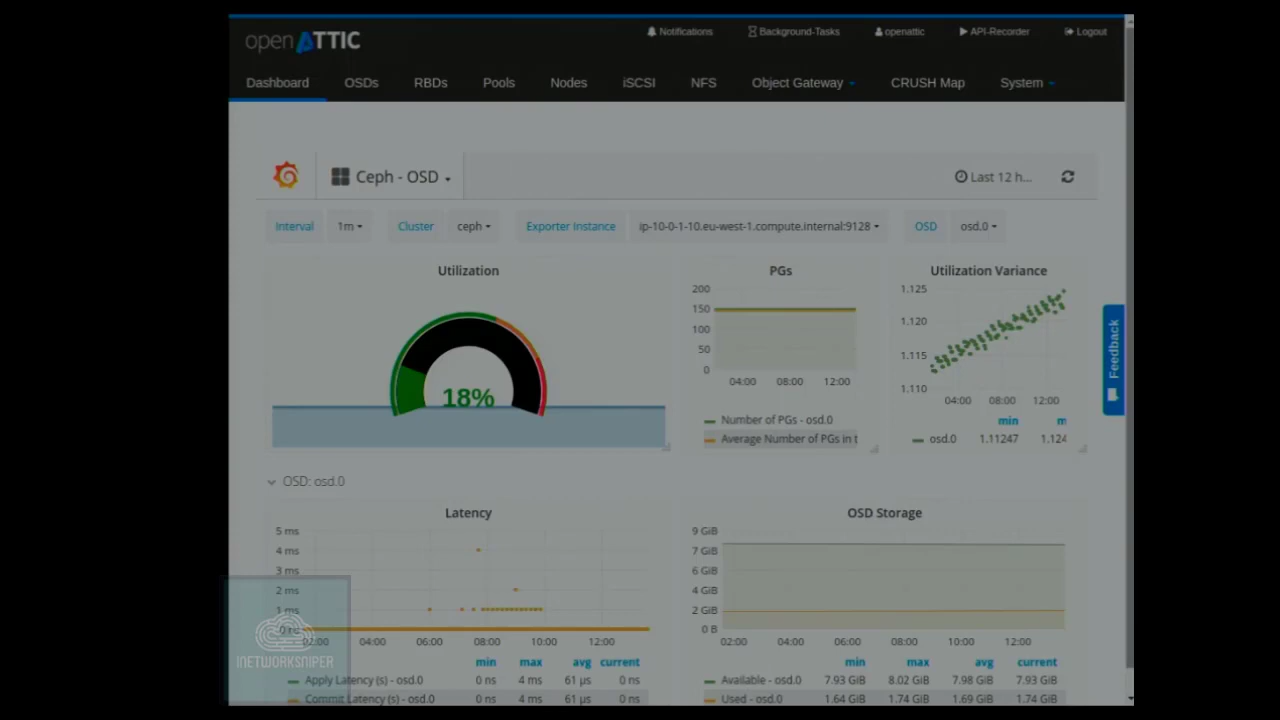 openATTIC
Notifications Background-Tasks openattic API-Recorder Logout
Dashboard OSDs RBDs Pools Nodes iSCSI NFS Object Gateway CRUSH Map System
Ceph - OSD Last 12 h...
Interval 1m Cluster ceph Exporter Instance ip-10-0-1-10.eu-west-1.compute.internal:9128 OSD osd.0
Utilization
18%
PGs
200
150
100
50
0
04:00 08:00 12:00
Number of PGs - osd.0
Average Number of PGs in t
Utilization Variance
1.125
1.120
1.115
1.110
04:00 08:00 12:00
min m
osd.0 1.11247 1.124
Feedback
OSD: osd.0
Latency
5 ms
4 ms
3 ms
2 ms
1 ms
0 ns
02:00 04:00 06:00 08:00 10:00 12:00
min max avg current
Apply Latency (s) - osd.0 0 ns 4 ms 61 µs 0 ns
Commit Latency (s) - osd.0 0 ns 4 ms 61 µs 0 ns
OSD Storage
9 GiB
7 GiB
6 GiB
4 GiB
2 GiB
0 B
02:00 04:00 06:00 08:00 10:00 12:00
min max avg current
Available - osd.0 7.93 GiB 8.02 GiB 7.98 GiB 7.93 GiB
Used - osd.0 1.64 GiB 1.74 GiB 1.69 GiB 1.74 GiB
INETWORKSNIPER